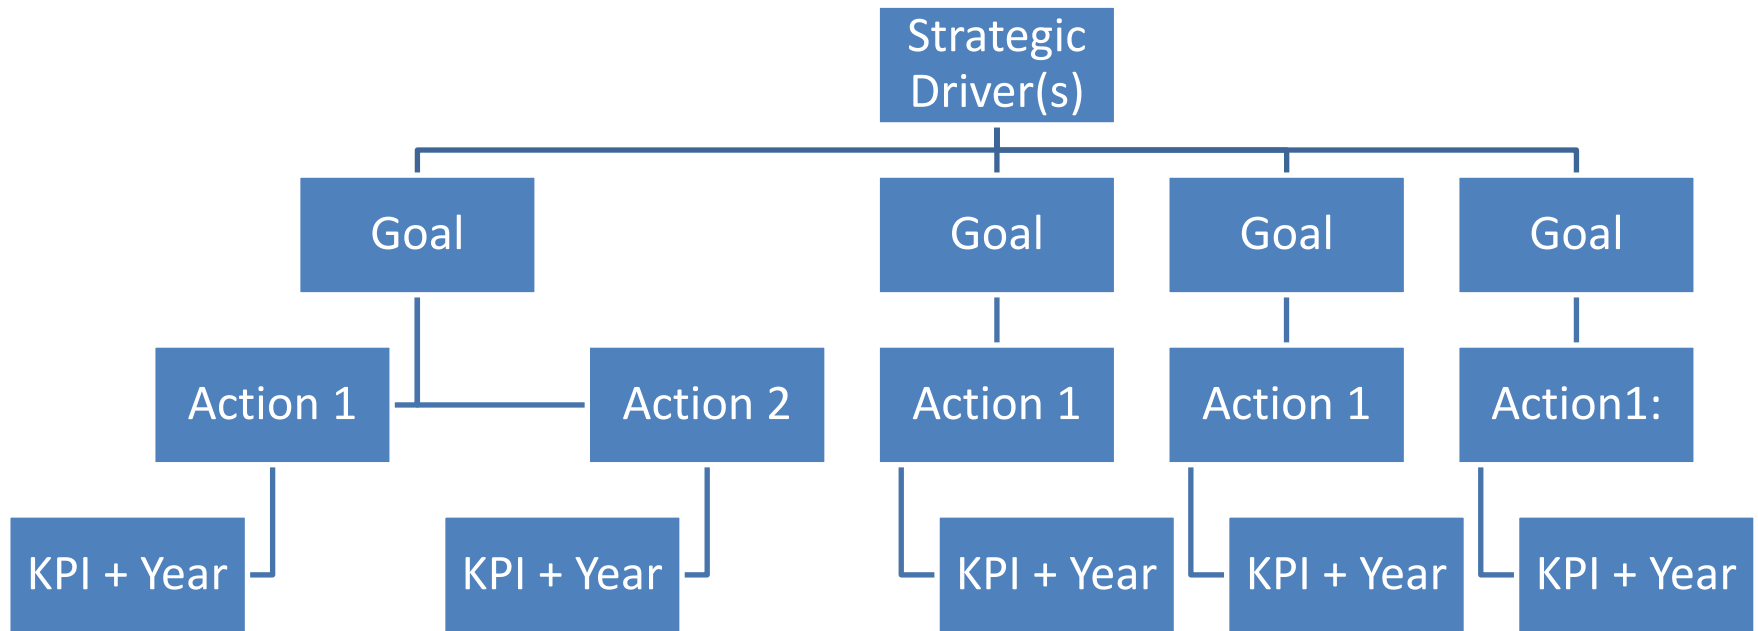 Strategic
Driver(s)
Goal
Goal
Goal
Goal
Action 1
Action 2
Action 1
Action 1
Action1:
KPI + Year
KPI + Year
KPI + Year
KPI + Year
KPI + Year